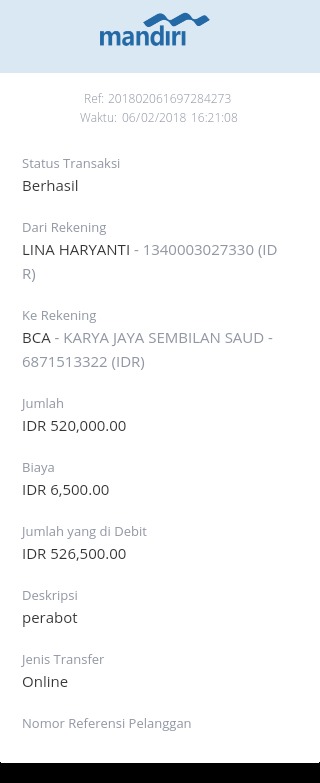 mandiri
Ref: 201802061697284273
Waktu: 06/02/2018 16:21:08
Status Transaksi
Berhasil
Dari Rekening
LINA HARYANTI - 1340003027330 (ID
R)
Ke Rekening
BCA - KARYA JAYA SEMBILAN SAUD -
6871513322 (IDR)
Jumlah
IDR 520,000.00
Biaya
IDR 6,500.00
Jumlah yang di Debit
IDR 526,500.00
Deskripsi
perabot
Jenis Transfer
Online
Nomor Referensi Pelanggan